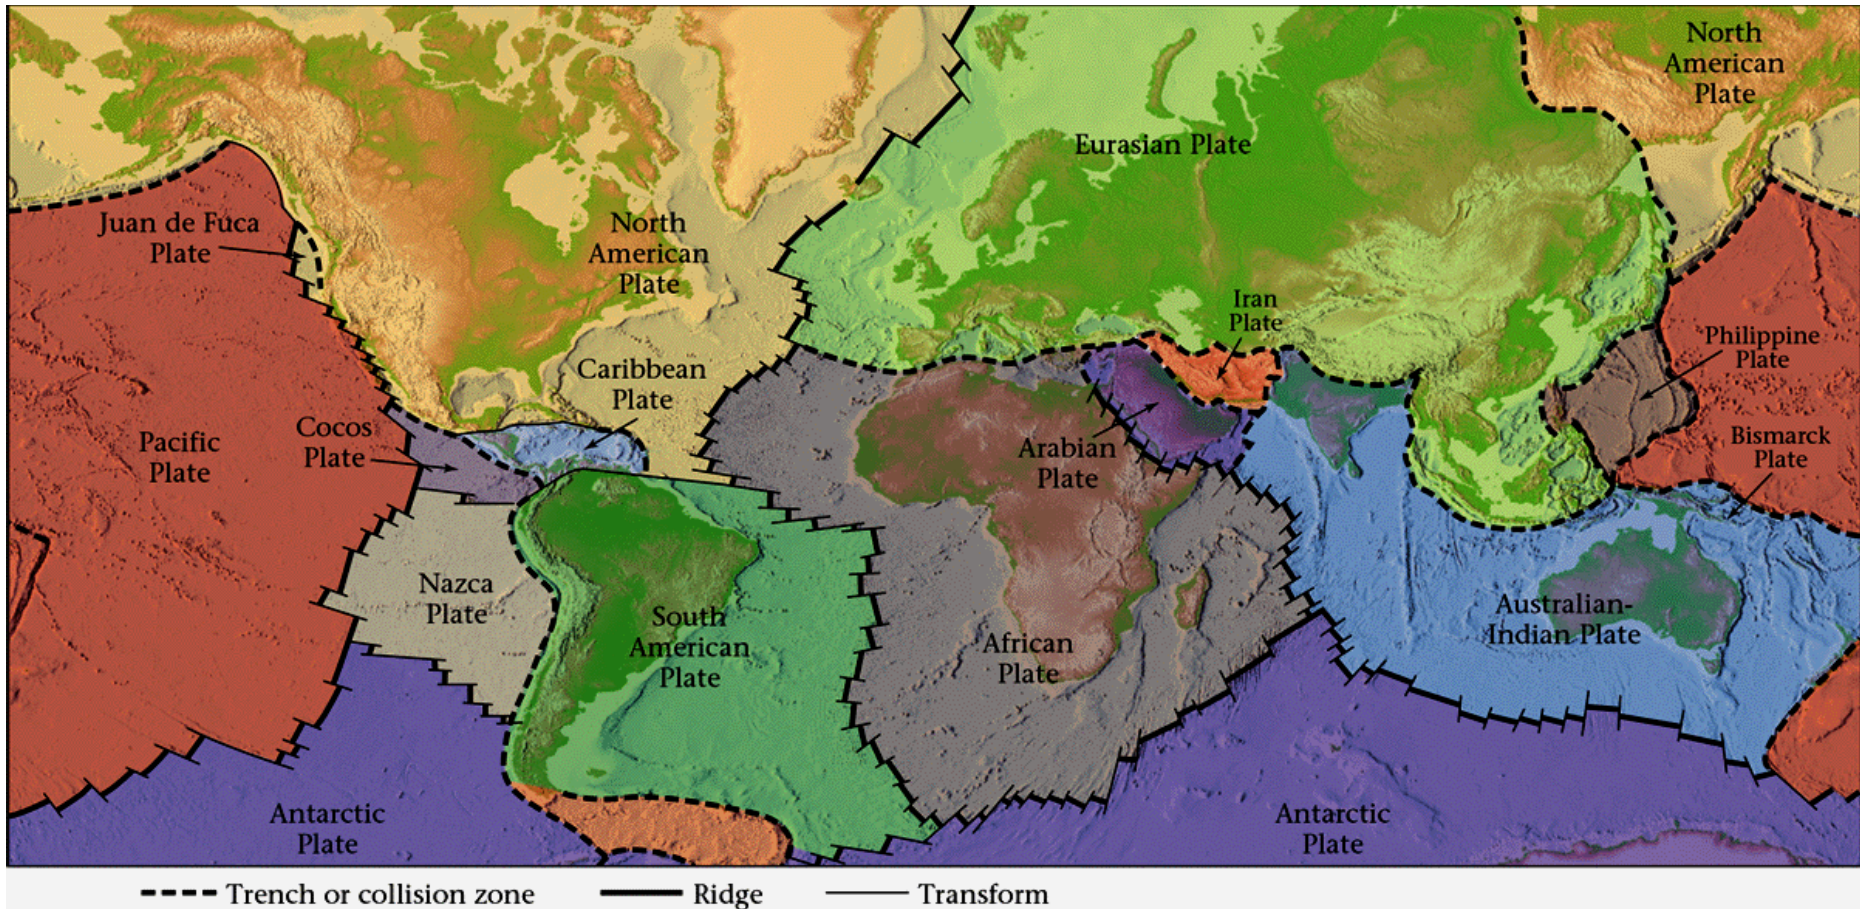 North
American
Plate
Eurasian Plate
Juan de Fuca
Plate
North
American
Plate
Iran
Plate
Philippine
Plate
Caribbean
Plate
Cocos
Plate
Pacific
Plate
Arabian
Plate
Bismarck
Plate
Nazca
Plate
South
American
Plate
African
Plate
Australian-
Indian Plate
Antarctic
Plate
Antarctic
Plate
Trench or collision zone
Ridge
Transform